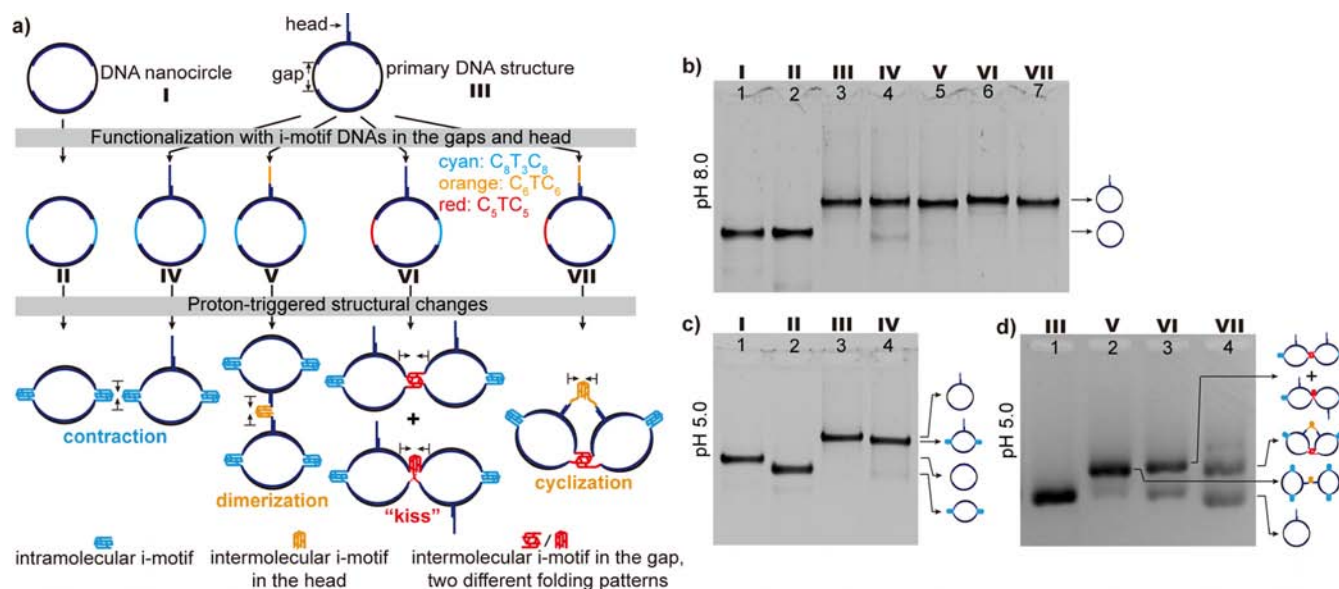 a)
head→
DNA nanocircle
I
gap
primary DNA structure
III
Functionalization with i-motif DNAs in the gaps and head
cyan: C₈T₃C₈
orange: C₆TC₆
red: C₅TC₅
II IV V VI VII
Proton-triggered structural changes
contraction
dimerization
+
"kiss"
cyclization
intramolecular i-motif
intermolecular i-motif
in the head
/
intermolecular i-motif in the gap,
two different folding patterns
b)
I II III IV V VI VII
1 2 3 4 5 6 7
pH 8.0
c)
I II III IV
1 2 3 4
pH 5.0
d)
III V VI VII
1 2 3 4
pH 5.0
+